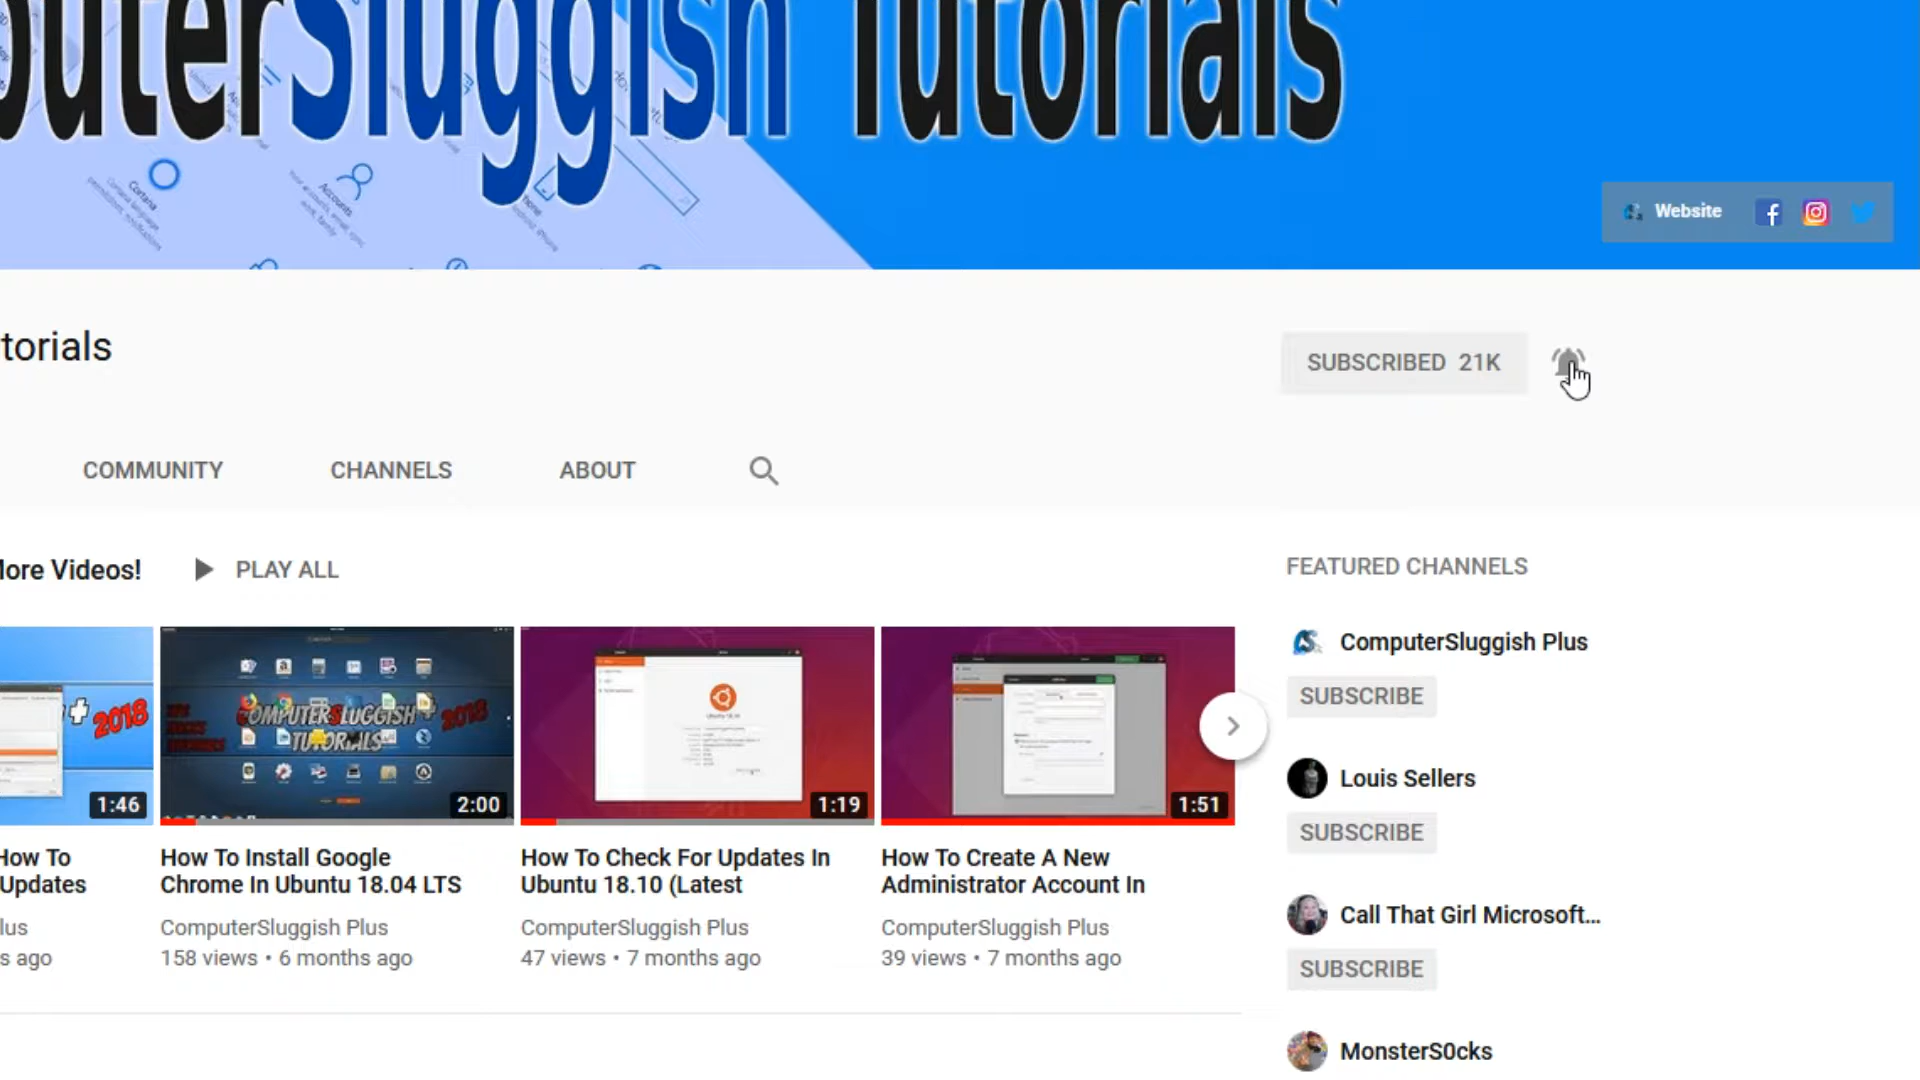 puterSluggish Tutorials
Cortana
Accounts
Website
torials
SUBSCRIBED 21K
COMMUNITY
CHANNELS
ABOUT
More Videos!
PLAY ALL
FEATURED CHANNELS
ComputerSluggish Plus
SUBSCRIBE
Louis Sellers
SUBSCRIBE
Call That Girl Microsoft...
SUBSCRIBE
MonsterS0cks
+ 2018
1:46
COMPUTERSLUGGISH + 2018
TUTORIALS
2:00
1:19
1:51
How To
Updates
lus
s ago
How To Install Google
Chrome In Ubuntu 18.04 LTS
ComputerSluggish Plus
158 views • 6 months ago
How To Check For Updates In
Ubuntu 18.10 (Latest
ComputerSluggish Plus
47 views • 7 months ago
How To Create A New
Administrator Account In
ComputerSluggish Plus
39 views • 7 months ago